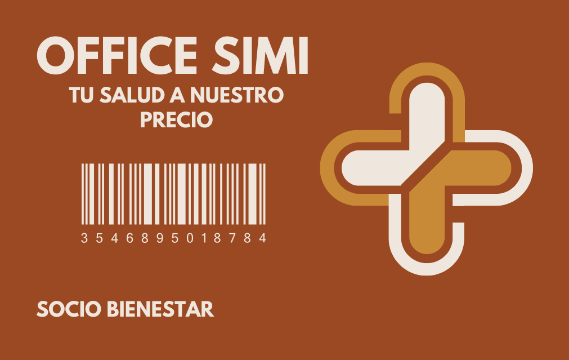 OFFICE SIMI
TU SALUD A NUESTRO
PRECIO
3546895018784
SOCIO BIENESTAR